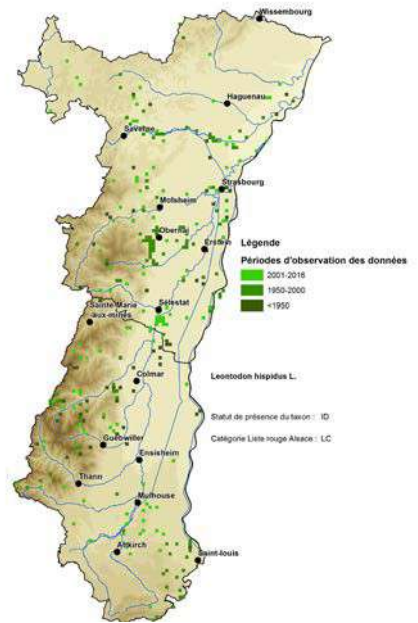 Wissembourg
Haguenau
Saverne
Strasbourg
Molsheim
Obernai
Erstein
Légende
Périodes d'observation des données
2001-2016
1950-2000
<1950
Sainte-Marie
-aux-mines
Sélestat
Leontodon hispidus L.
Colmar
Statut de présence du taxon : ID
Catégorie Liste rouge Alsace : LC
Guebwiller
Ensisheim
Thann
Mulhouse
Altkirch
Saint-louis